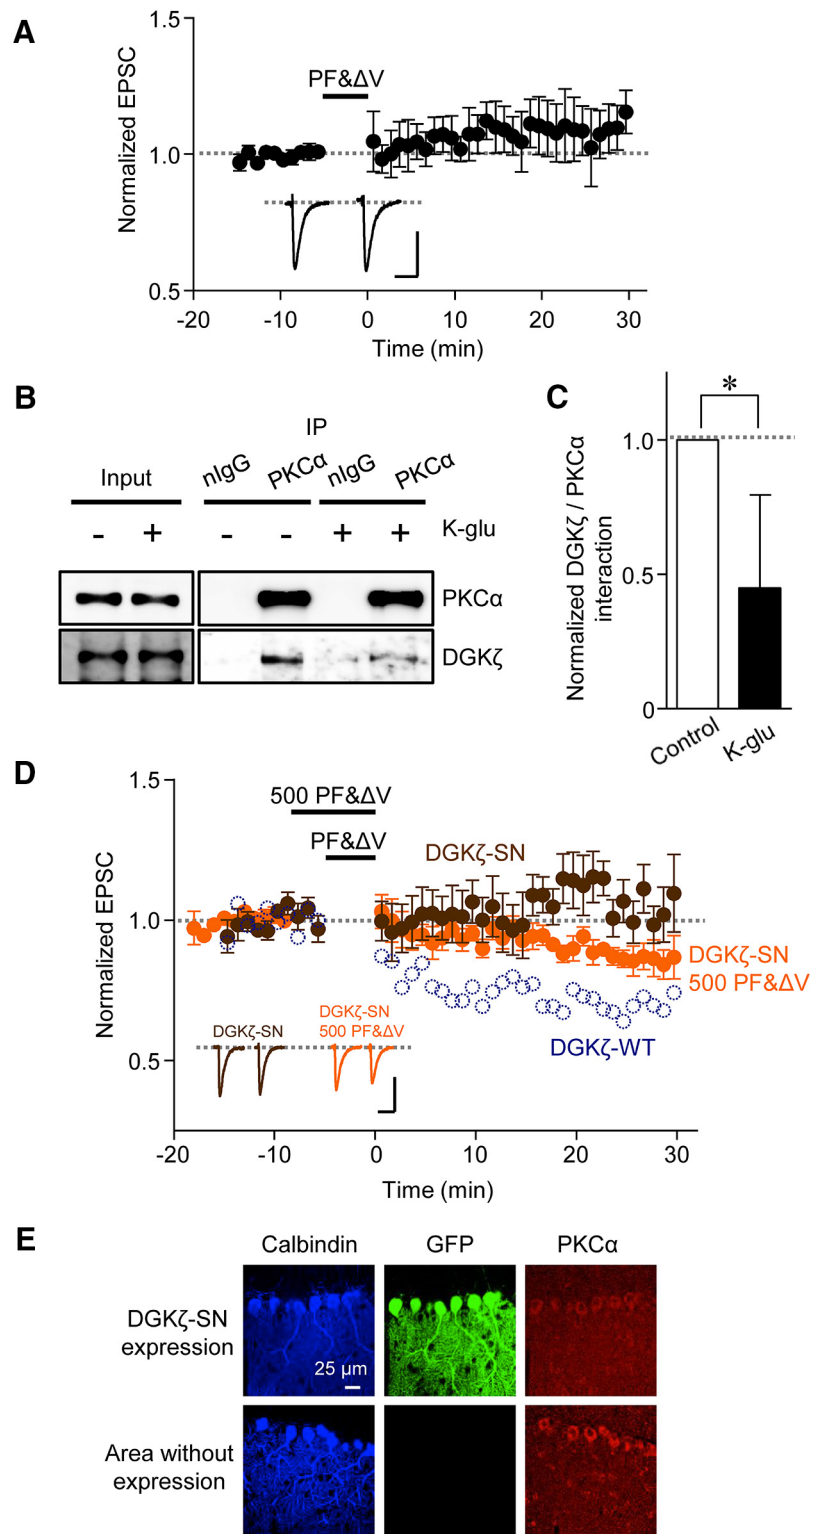 A
1.5
PF&ΔV
1.0
0.5
Normalized EPSC
-20 -10 0 10 20 30
Time (min)
B
IP
Input
nIgG PKCα nIgG PKCα
- + - - + + K-glu
PKCα
DGKζ
C
*
1.0
0.5
0
Normalized DGKζ / PKCα
interaction
Control K-glu
D
1.5
500 PF&ΔV
PF&ΔV
DGKζ-SN
1.0
DGKζ-SN
500 PF&ΔV
DGKζ-WT
DGKζ-SN
DGKζ-SN
500 PF&ΔV
0.5
Normalized EPSC
-20 -10 0 10 20 30
Time (min)
E
Calbindin GFP PKCα
DGKζ-SN
expression
25 μm
Area without
expression